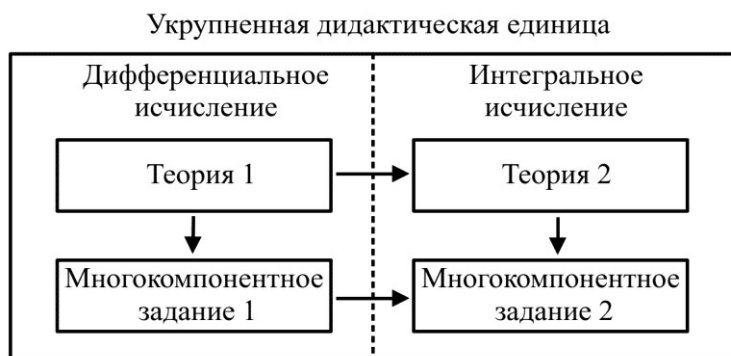 Укрупненная дидактическая единица
Дифференциальное
исчисление
Интегральное
исчисление
Теория 1
Теория 2
Многокомпонентное
задание 1
Многокомпонентное
задание 2